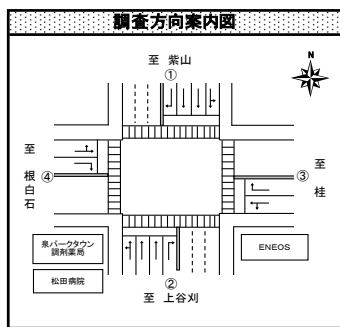 調査方向案内図
至 紫山
①
N
至 根白石
④
③
至 桂
泉パークタウン
調剤薬局
松田病院
ENEOS
②
至 上谷刈